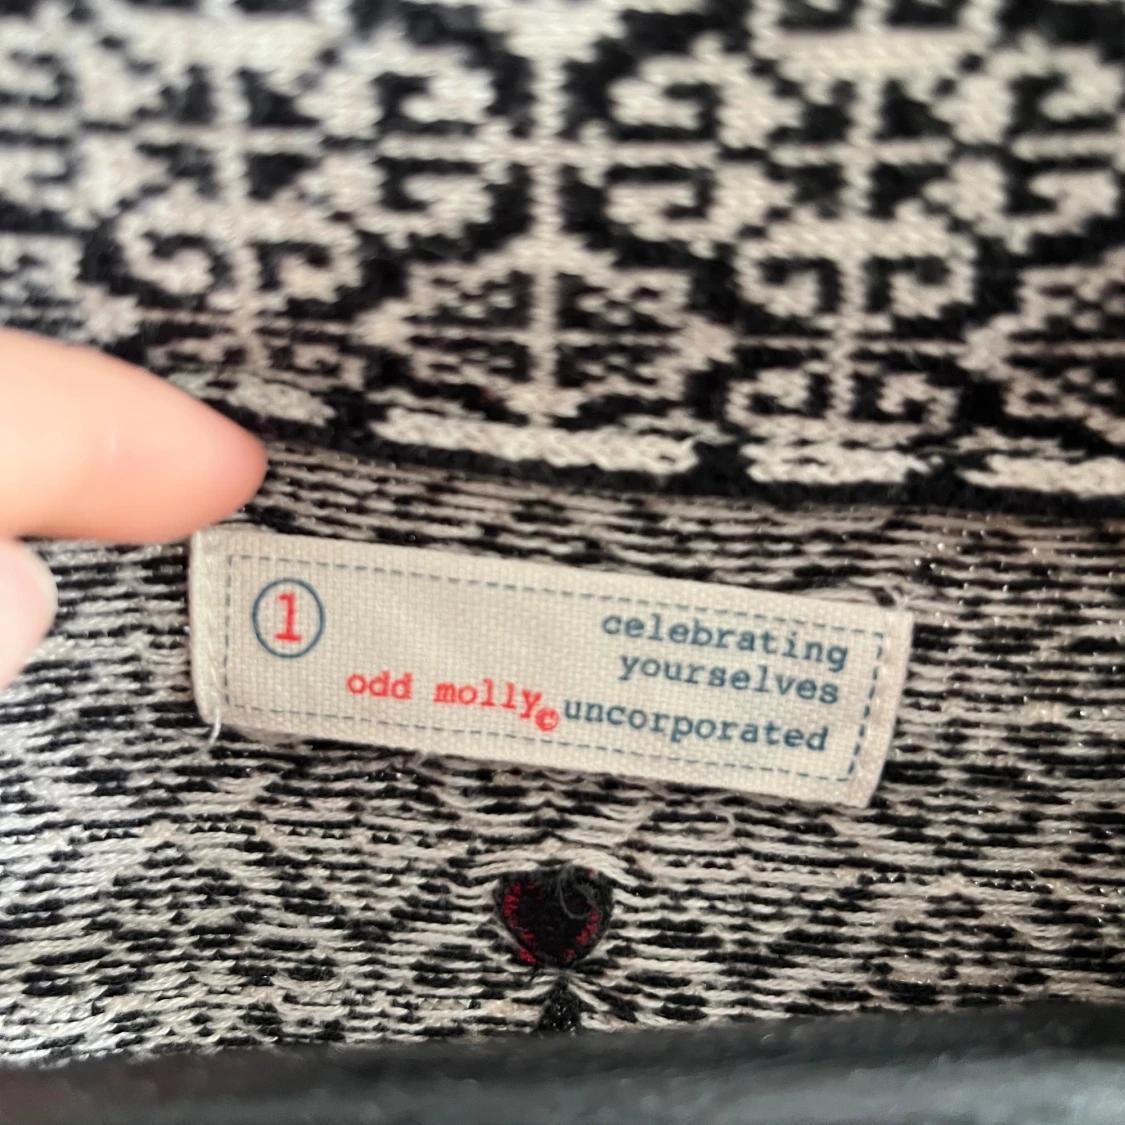 1
celebrating
yourselves
odd molly© uncorporated